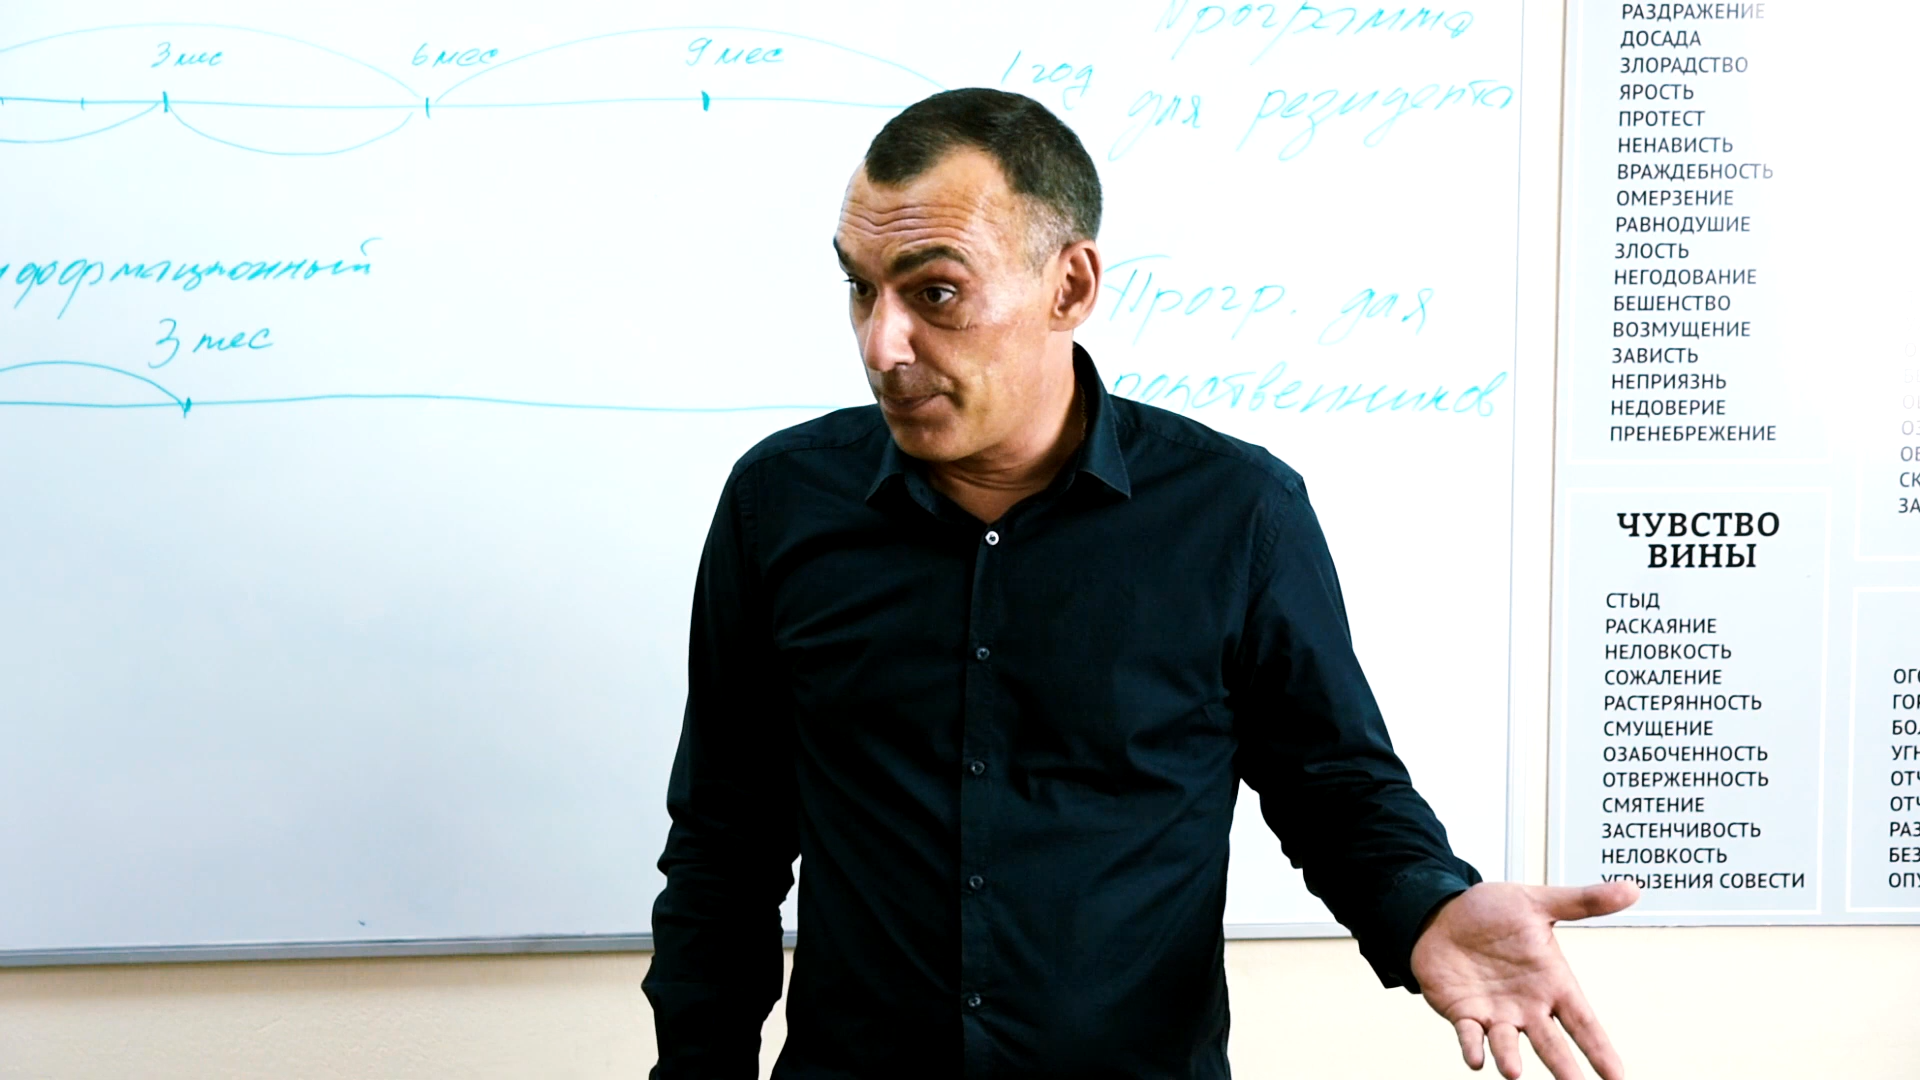 3 мес
6 мес
9 мес
1 год
Программа
для резидента
информационный
3 мес
Прогр. для
родственников
РАЗДРАЖЕНИЕ
ДОСАДА
ЗЛОРАДСТВО
ЯРОСТЬ
ПРОТЕСТ
НЕНАВИСТЬ
ВРАЖДЕБНОСТЬ
ОМЕРЗЕНИЕ
РАВНОДУШИЕ
ЗЛОСТЬ
НЕГОДОВАНИЕ
БЕШЕНСТВО
ВОЗМУЩЕНИЕ
ЗАВИСТЬ
НЕПРИЯЗНЬ
НЕДОВЕРИЕ
ПРЕНЕБРЕЖЕНИЕ
ЧУВСТВО
ВИНЫ
СТЫД
РАСКАЯНИЕ
НЕЛОВКОСТЬ
СОЖАЛЕНИЕ
РАСТЕРЯННОСТЬ
СМУЩЕНИЕ
ОЗАБОЧЕННОСТЬ
ОТВЕРЖЕННОСТЬ
СМЯТЕНИЕ
ЗАСТЕНЧИВОСТЬ
НЕЛОВКОСТЬ
УГРЫЗЕНИЯ СОВЕСТИ